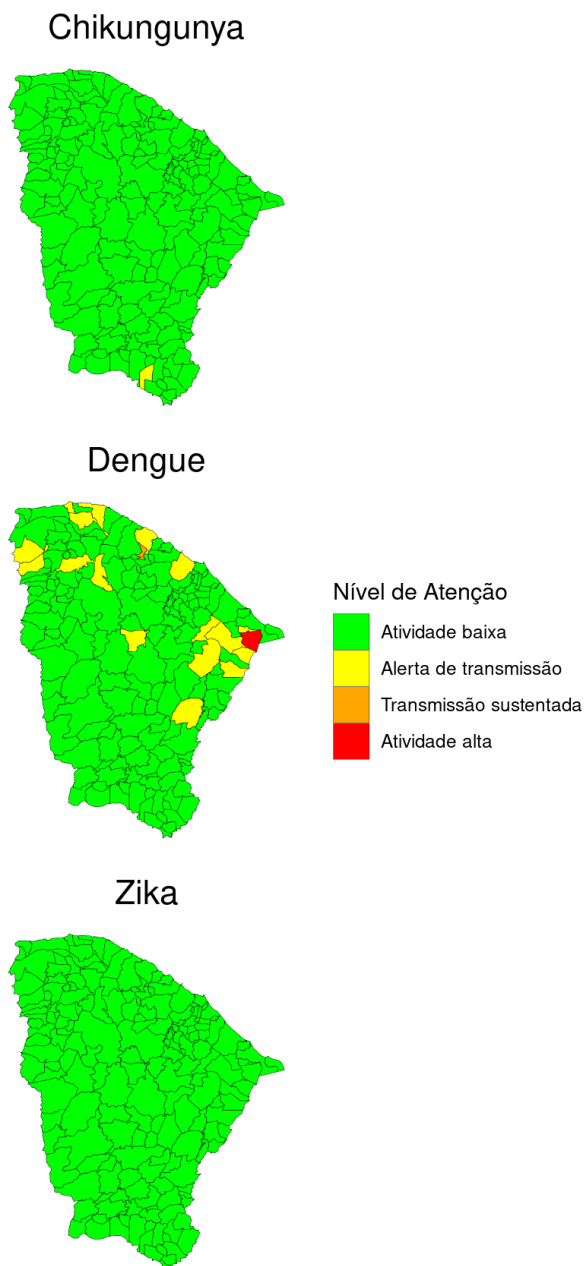 Chikungunya
Dengue
Nível de Atenção
Atividade baixa
Alerta de transmissão
Transmissão sustentada
Atividade alta
Zika